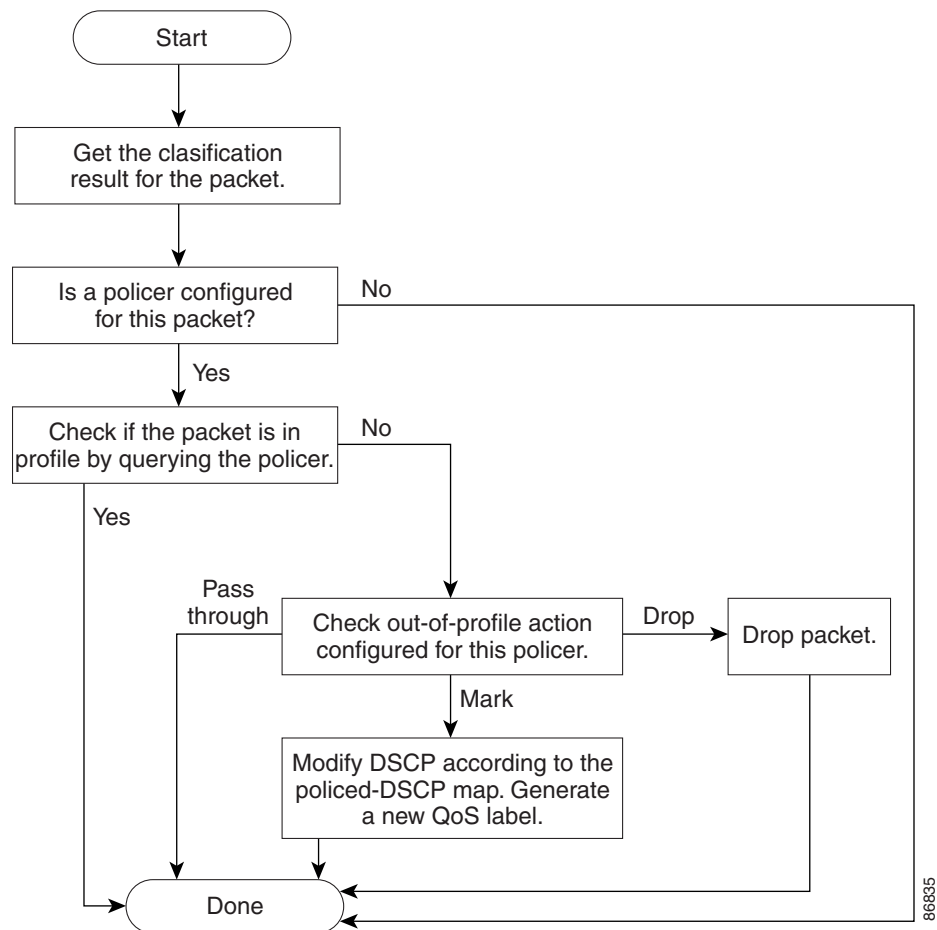 Start
Get the clasification
result for the packet.
Is a policer configured
for this packet?
No
Yes
Check if the packet is in
profile by querying the policer.
No
Yes
Pass
through
Check out-of-profile action
configured for this policer.
Drop
Drop packet.
Mark
Modify DSCP according to the
policed-DSCP map. Generate
a new QoS label.
Done
86835